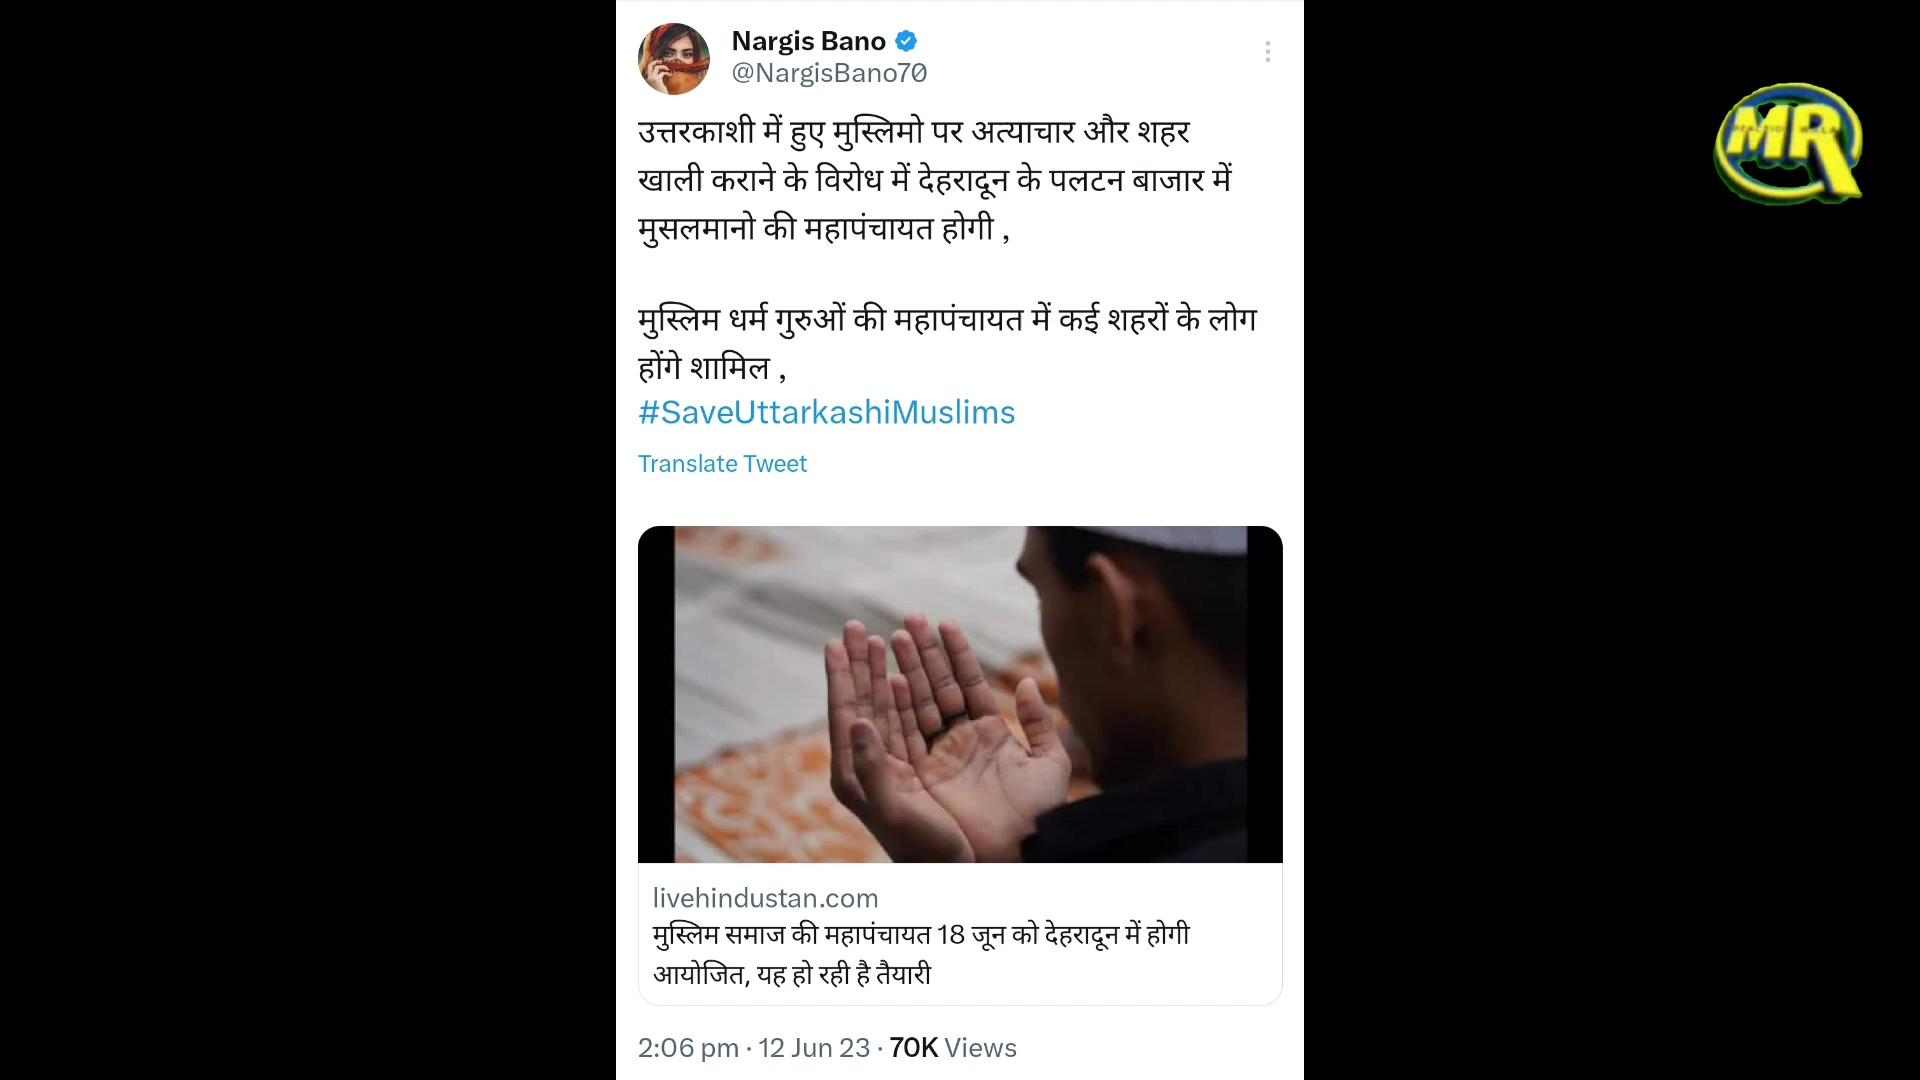 Nargis Bano
@NargisBano70
उत्तरकाशी में हुए मुस्लिमो पर अत्याचार और शहर
खाली कराने के विरोध में देहरादून के पलटन बाजार में
मुसलमानो की महापंचायत होगी ,
मुस्लिम धर्म गुरुओं की महापंचायत में कई शहरों के लोग
होंगे शामिल ,
#SaveUttarkashiMuslims
Translate Tweet
livehindustan.com
मुस्लिम समाज की महापंचायत 18 जून को देहरादून में होगी
आयोजित, यह हो रही है तैयारी
2:06 pm · 12 Jun 23 · 70K Views
MR
REACTION WALA